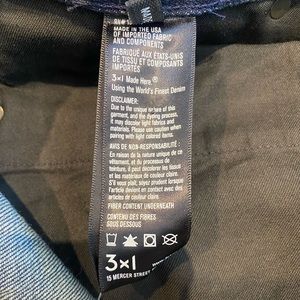 MADE IN USA
OF IMPORTED FABRIC
AND COMPONENTS
FABRIQUE AUX ÉTATS-UNIS
DE TISSU ET COMPOSANTS
IMPORTÉS
3×1 Made Here.
Using the World's Finest Denim
DISCLAIMER:
Due to the unique nature of this
garment, and the dyeing process,
it may discolor light fabrics and
materials. Please use caution when
pairing with light colored items.
AVIS DE NON-RESPONSABILITÉ:
En raison de la nature unique de ce
vêtement, et du processus de
teinture, il peut décolorer les tissus
et matériaux de couleur claire.
S'il vous plaît, soyez prudent lorsque
l'article devient en contact avec des
vêtements de couleur claire.
FIBER CONTENT UNDERNEATH
CONTENU DES FIBRES
SOUS DESSOUS
3×1
15 MERCER STREET